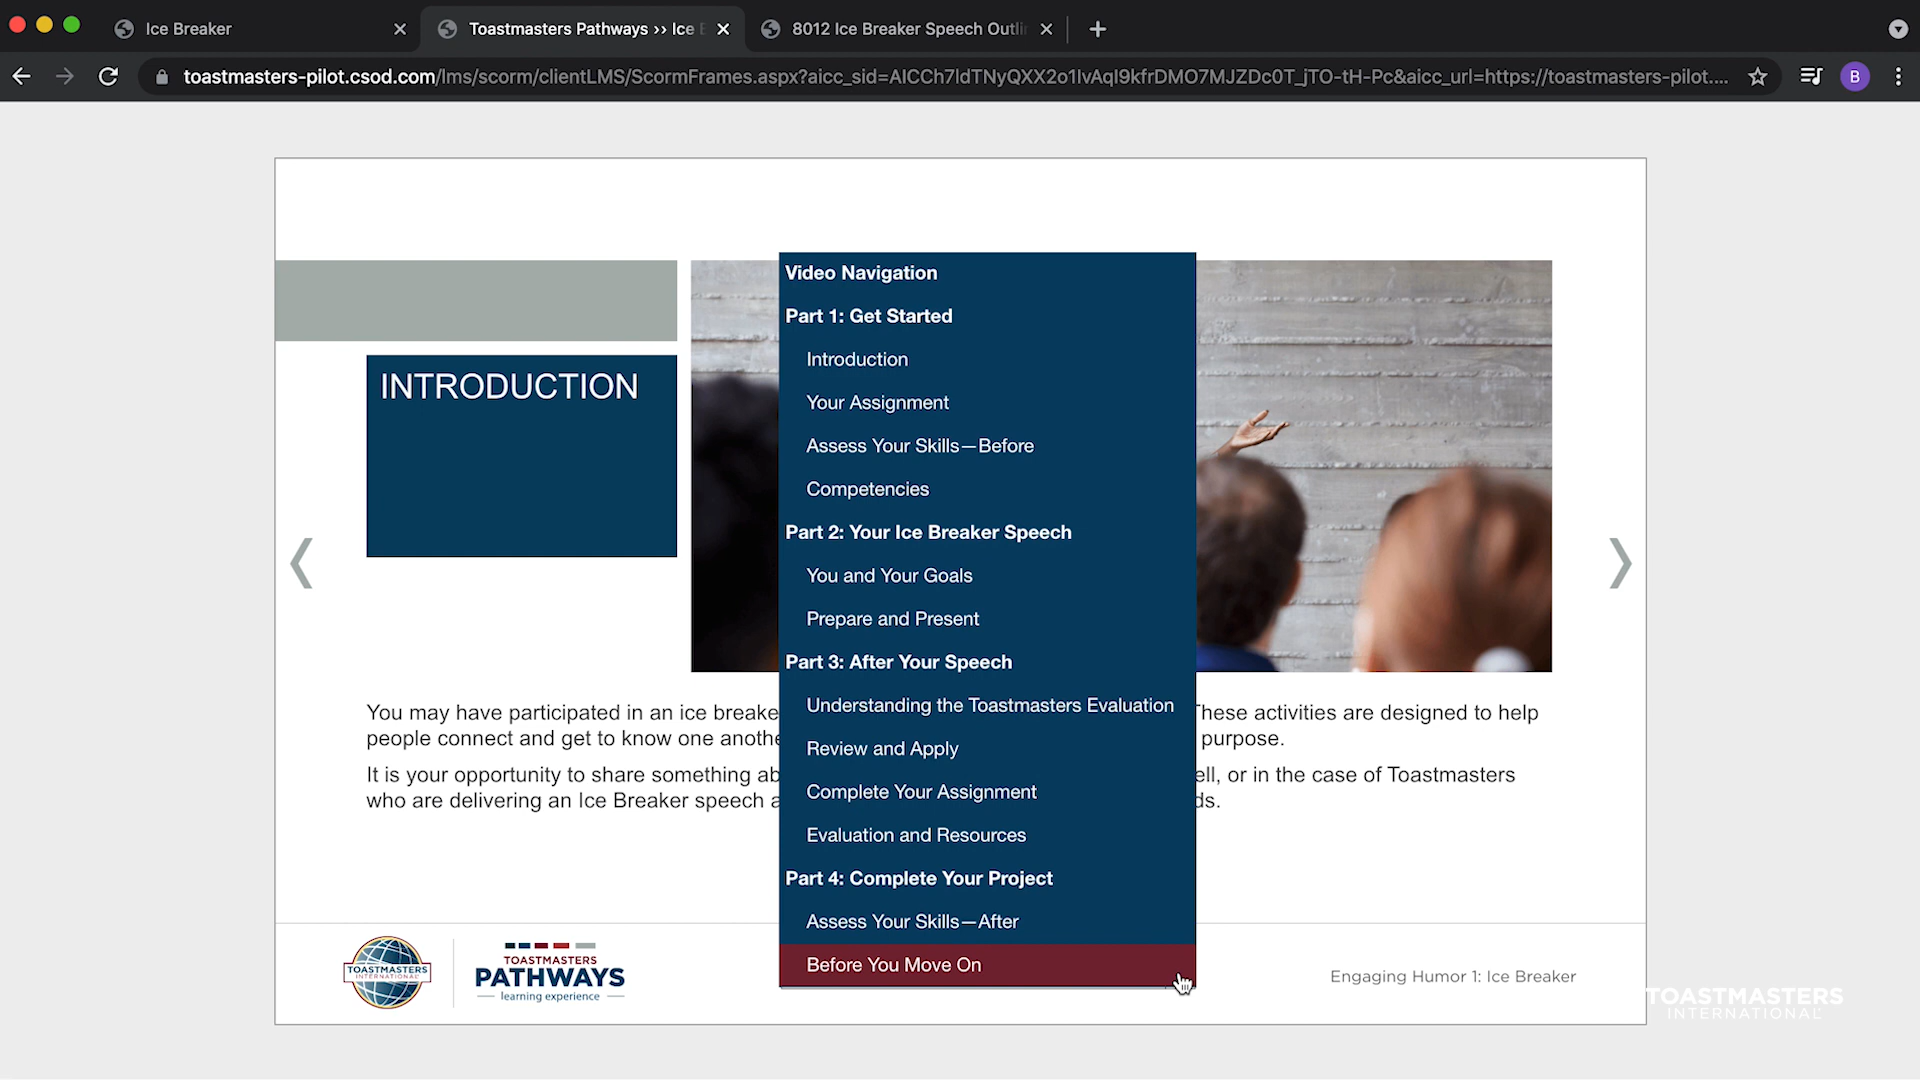 Ice Breaker
Toastmasters Pathways ›› Ice B
8012 Ice Breaker Speech Outli
toastmasters-pilot.csod.com/lms/scorm/clientLMS/ScormFrames.aspx?aicc_sid=AICCh7ldTNyQXX2o1lvAql9kfrDMO7MJZDc0T_jTO-tH-Pc&aicc_url=https://toastmasters-pilot....
B
Video Navigation
Part 1: Get Started
INTRODUCTION
Introduction
Your Assignment
Assess Your Skills—Before
Competencies
Part 2: Your Ice Breaker Speech
You and Your Goals
Prepare and Present
Part 3: After Your Speech
Understanding the Toastmasters Evaluation
Review and Apply
Complete Your Assignment
Evaluation and Resources
Part 4: Complete Your Project
Assess Your Skills—After
Before You Move On
You may have participated in an ice breake These activities are designed to help
people connect and get to know one anothe purpose.
It is your opportunity to share something ab ell, or in the case of Toastmasters
who are delivering an Ice Breaker speech a ds.
TOASTMASTERS
INTERNATIONAL
TOASTMASTERS
PATHWAYS
learning experience
Engaging Humor 1: Ice Breaker
TOASTMASTERS
INTERNATIONAL